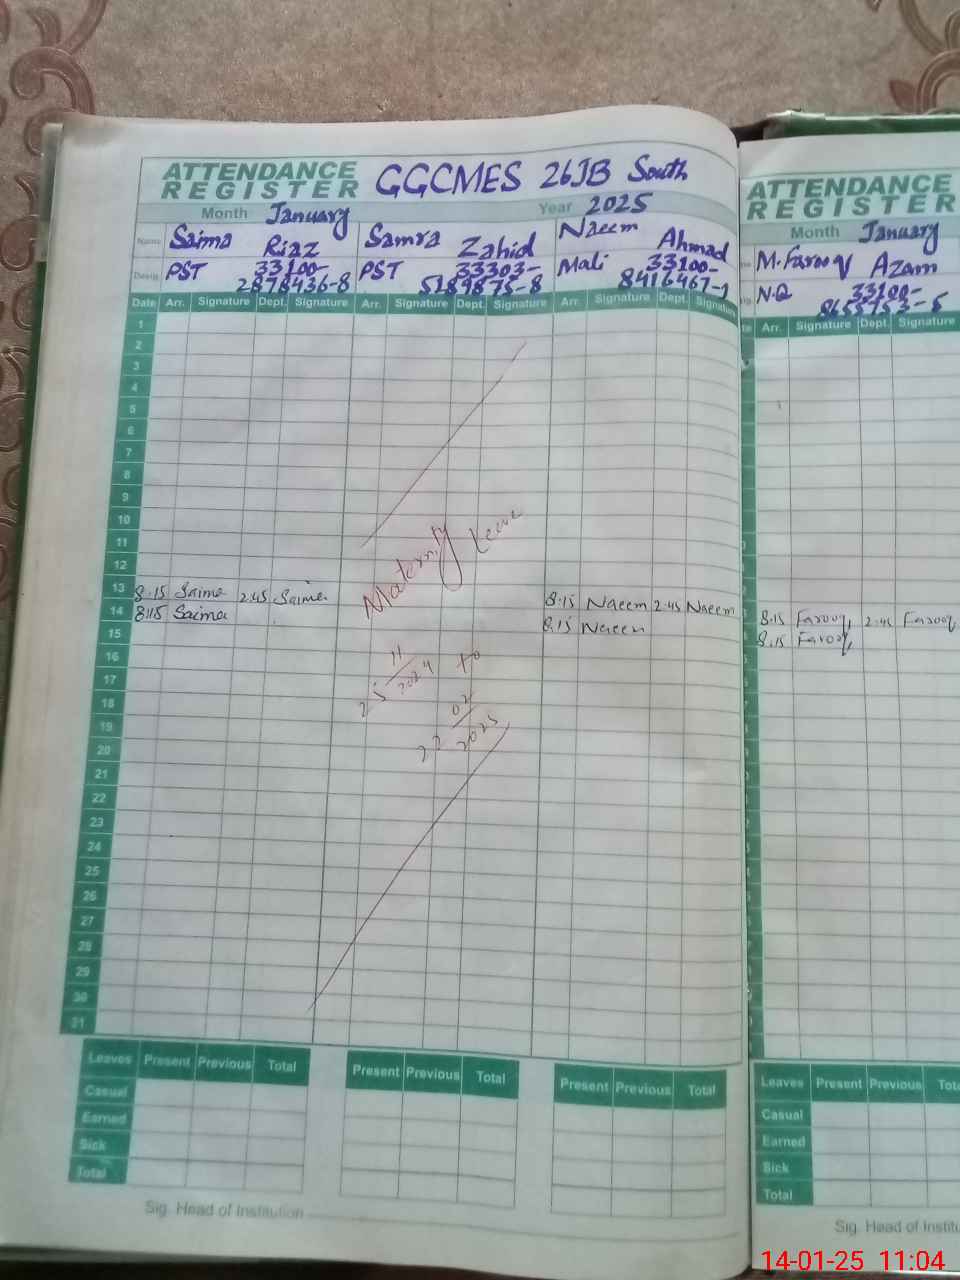 ATTENDANCE REGISTER GGCMES 26JB South
Month January Year 2025
Name Saima Riaz Samra Zahid Naeem Ahmad
Desig. PST 33100- PST 33303- Mali 33100-
2878436-8 5189875-8 8416467-1
Date Arr. Signature Dept. Signature Arr. Signature Dept. Signature Arr. Signature Dept. Signature
1
2
3
4
5
6
7
8
9
10
11
12
13 8.15 Saima 2.45 Saima 8.15 Naeem 2.45 Naeem
14 8.15 Saima 8.15 Naeem
15
16
17
18
19
20
21
22
23
24
25
26
27
28
29
30
31
Maternity Leave
25 11/2024 to
22 02/2025
Leaves Present Previous Total Present Previous Total Present Previous Total
Casual
Earned
Sick
Total
Sig. Head of Institution
ATTENDANCE
REGISTER
Month January
M. Farooq Azam
N.Q 33100-
8655753-5
Arr. Signature Dept. Signature
8.15 Farooq 2.45 Farooq
8.15 Farooq
Leaves Present Previous
Casual
Earned
Sick
Total
Sig. Head of
14-01-25 11:04